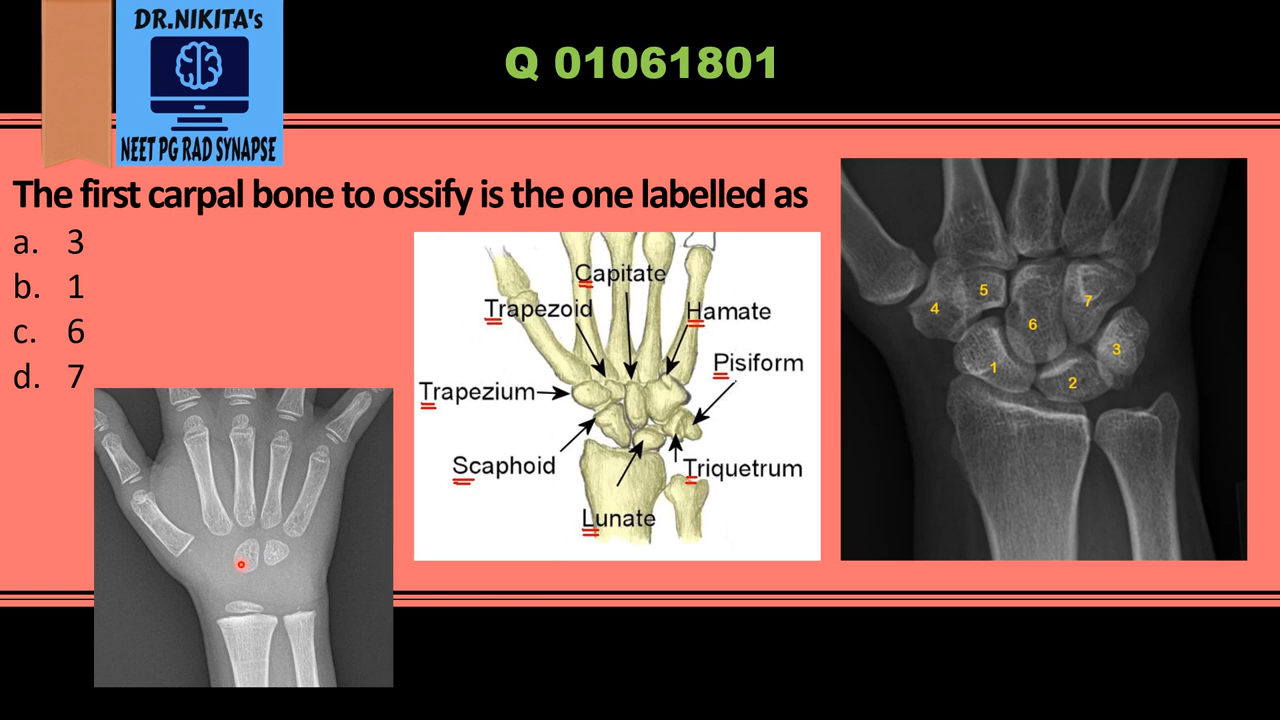 DR.NIKITA's
NEET PG RAD SYNAPSE
Q 01061801
The first carpal bone to ossify is the one labelled as
a. 3
b. 1
c. 6
d. 7
Capitate
Trapezoid
Hamate
Pisiform
Trapezium
Scaphoid
Triquetrum
Lunate
5
4
7
6
3
1
2